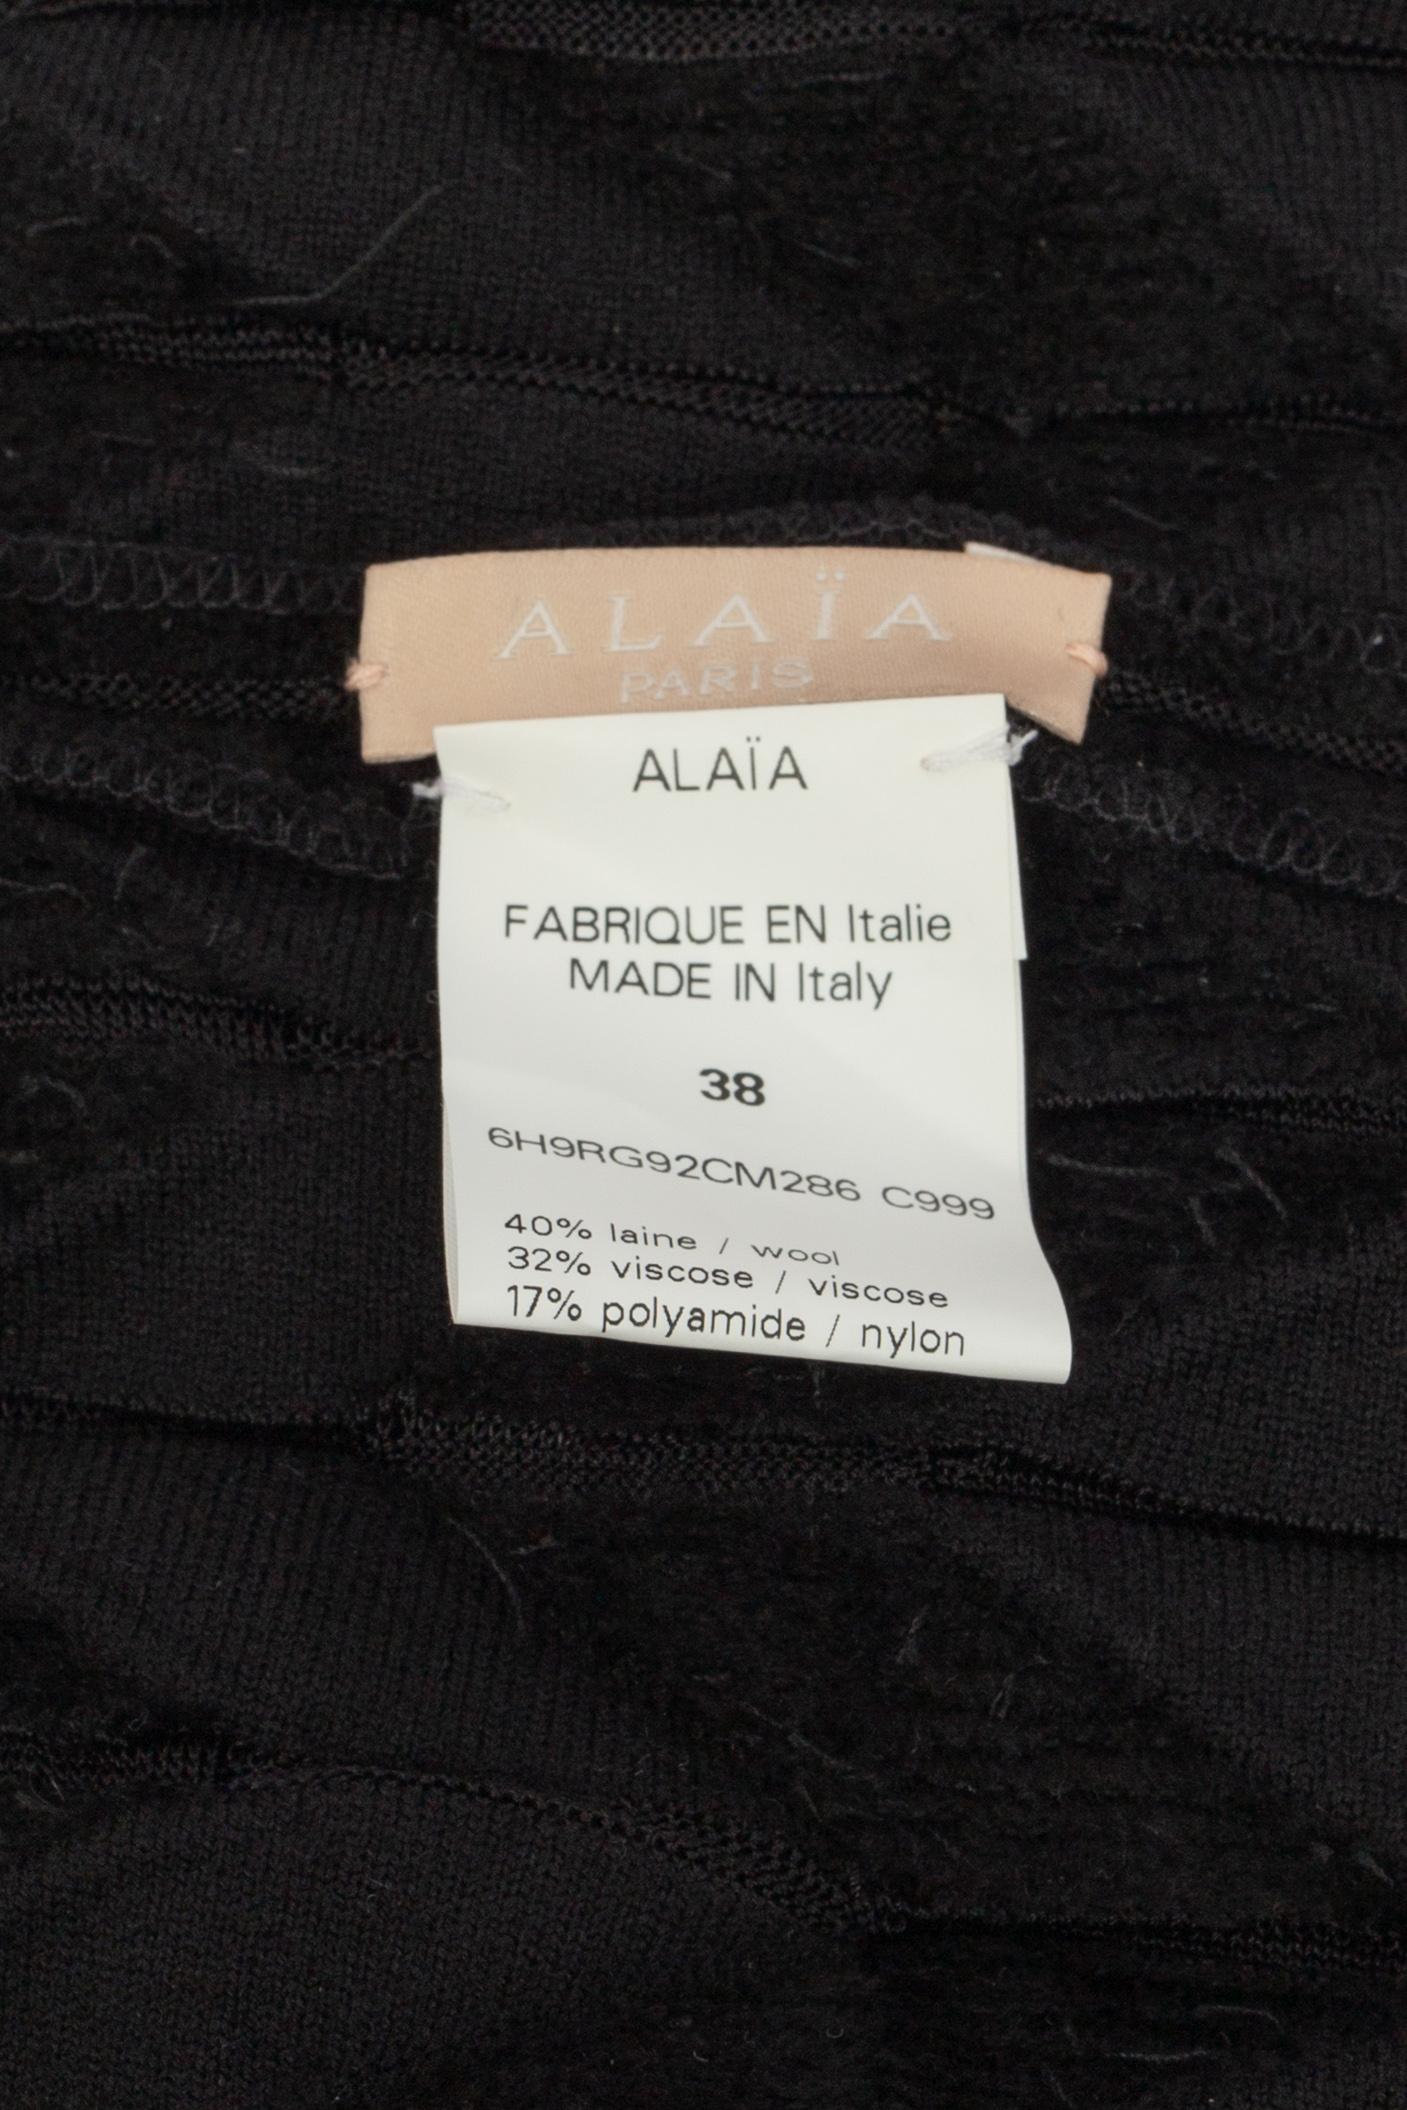 ALAÏA
PARIS
ALAÏA
FABRIQUE EN Italie
MADE IN Italy
38
6H9RG92CM286 C999
40% laine / wool
32% viscose / viscose
17% polyamide / nylon